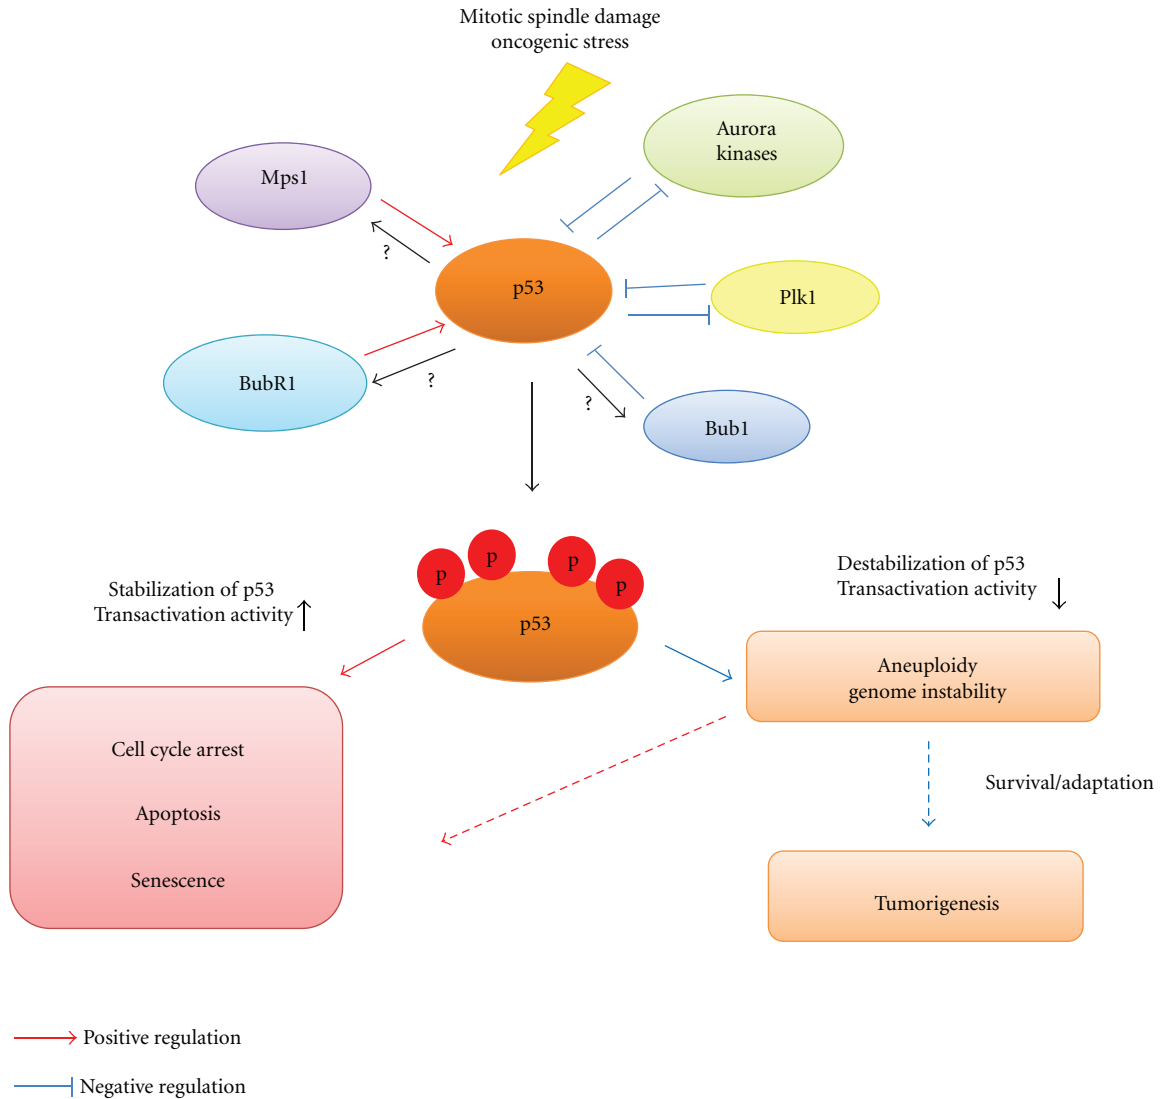 Mitotic spindle damage
oncogenic stress
Aurora
kinases
Mps1
?
p53
Plk1
BubR1
?
?
Bub1
p
p
p
p
p53
Stabilization of p53
Transactivation activity
Destabilization of p53
Transactivation activity
Aneuploidy
genome instability
Cell cycle arrest
Apoptosis
Senescence
Survival/adaptation
Tumorigenesis
Positive regulation
Negative regulation